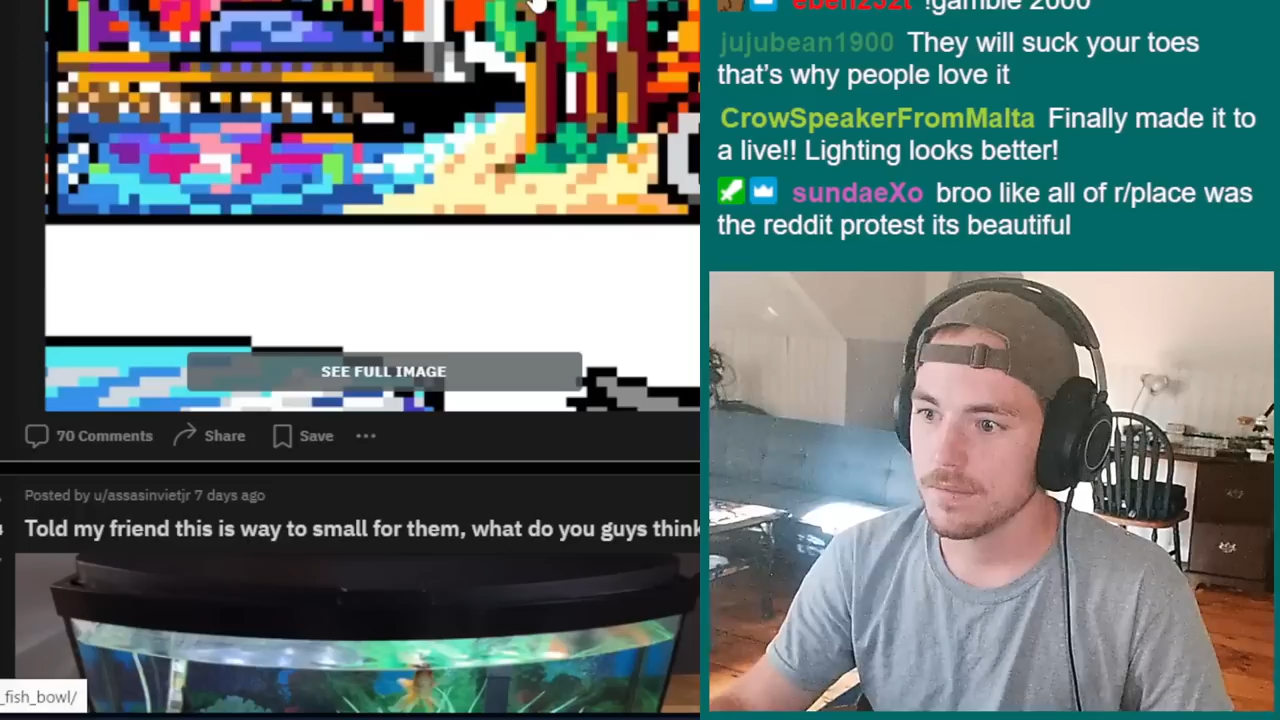 eben232t !gamble 2000
jujubean1900 They will suck your toes
that’s why people love it
CrowSpeakerFromMalta Finally made it to
a live!! Lighting looks better!
sundaeXo broo like all of r/place was
the reddit protest its beautiful
SEE FULL IMAGE
70 Comments Share Save
Posted by u/assasinvietjr 7 days ago
Told my friend this is way to small for them, what do you guys think
_fish_bowl/